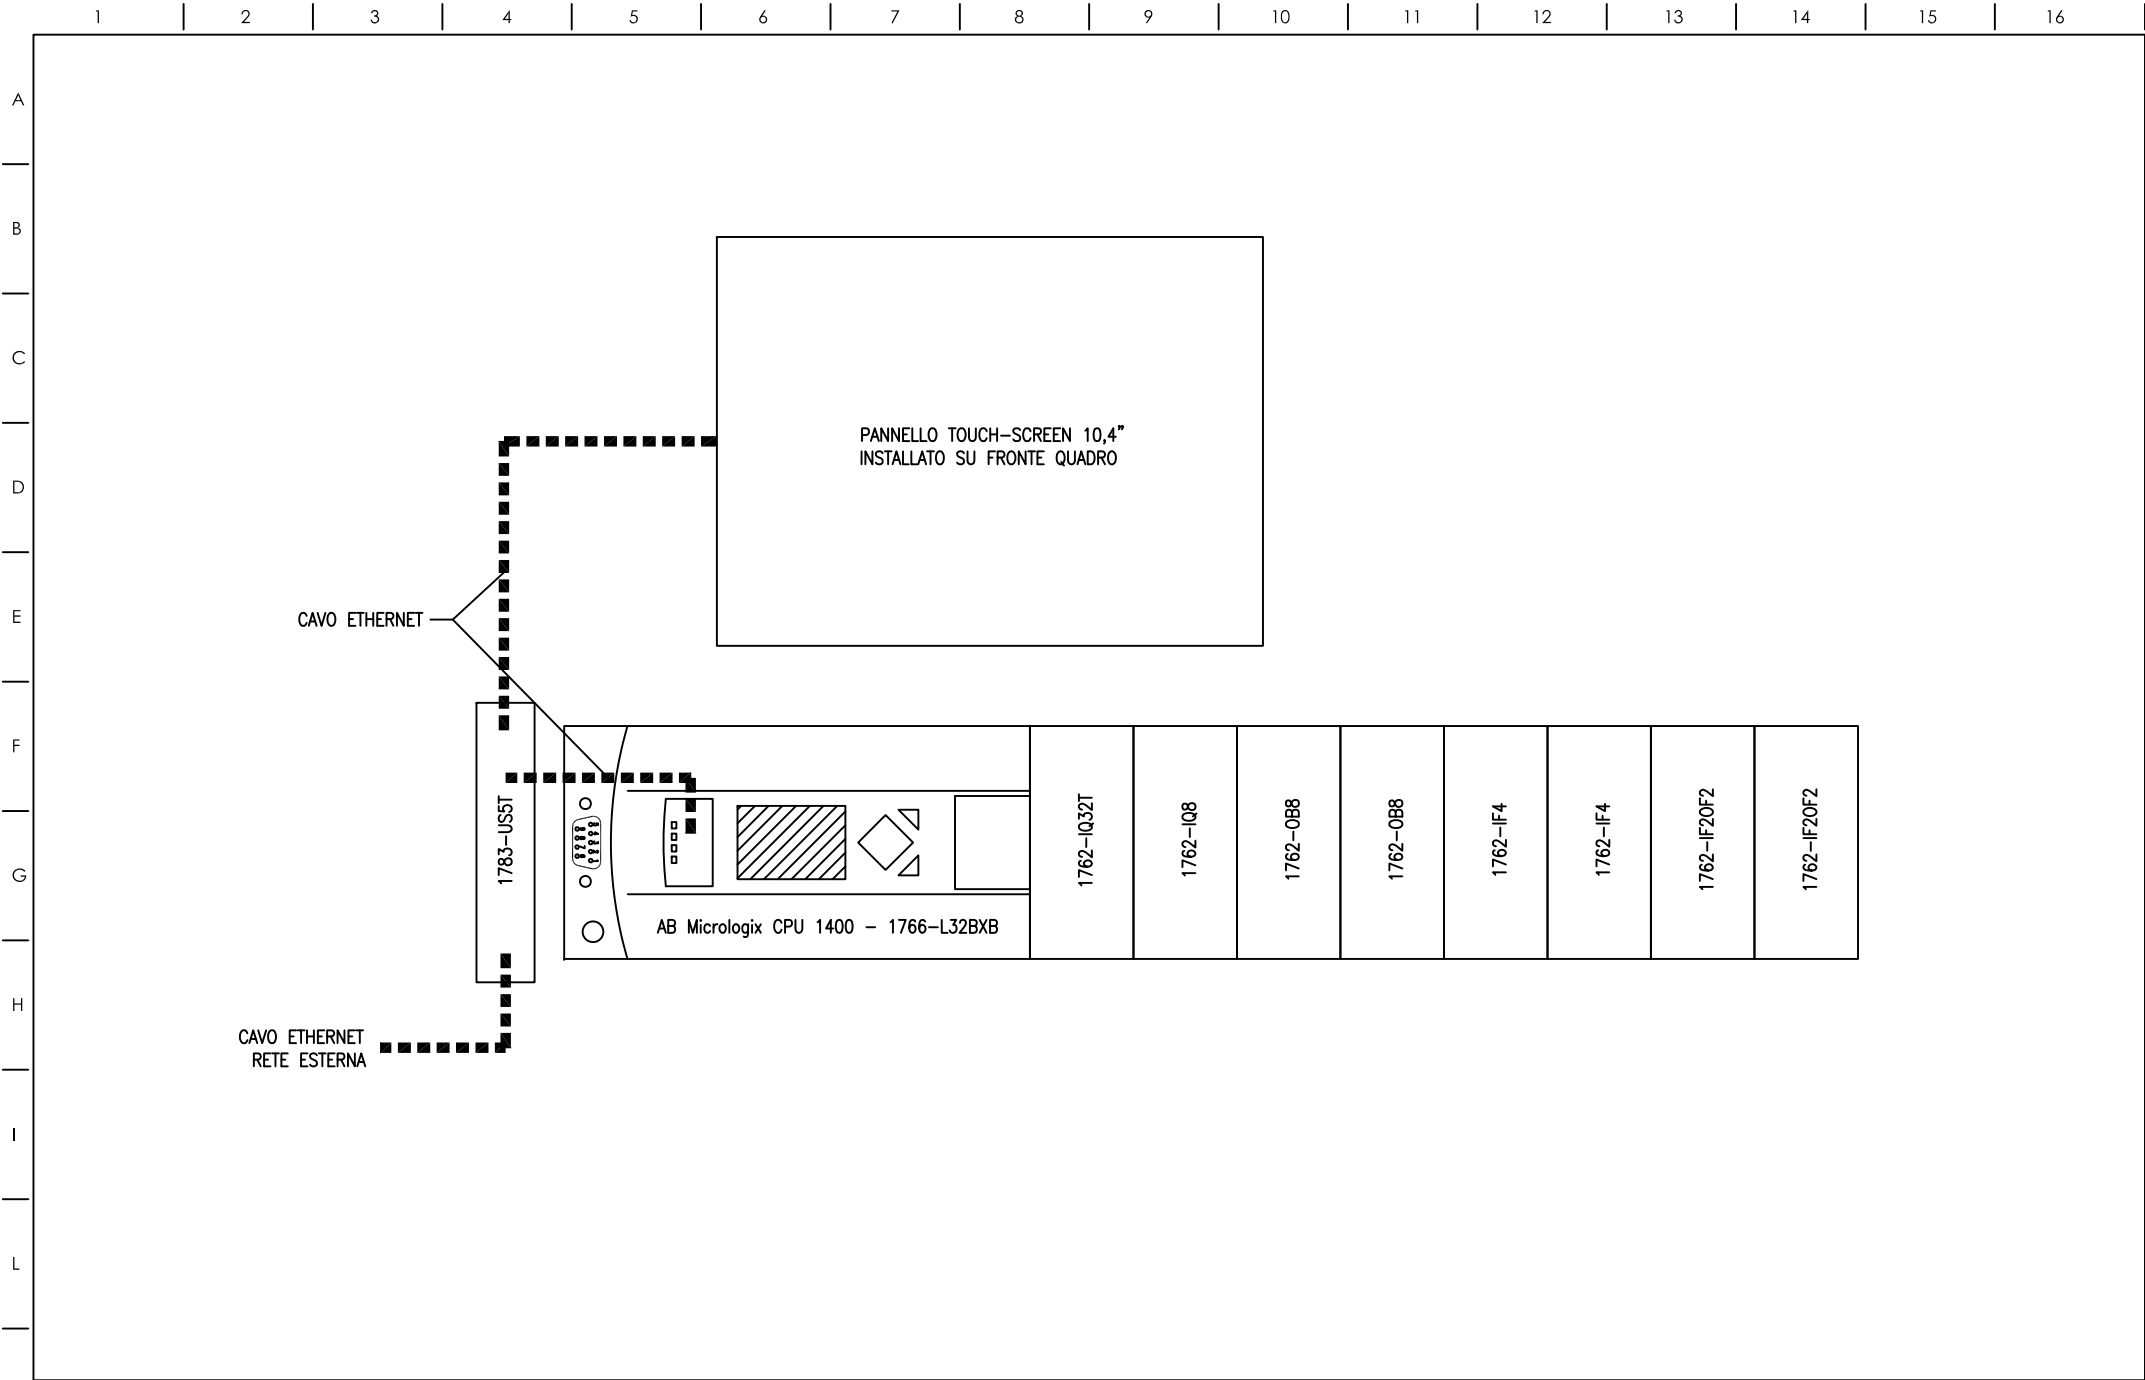 1 2 3 4 5 6 7 8 9 10 11 12 13 14 15 16
A
B
C
D
E
F
G
H
I
L
PANNELLO TOUCH-SCREEN 10,4"
INSTALLATO SU FRONTE QUADRO
CAVO ETHERNET
1783-US5T
AB Micrologix CPU 1400 - 1766-L32BXB
1762-IQ32T
1762-IQ8
1762-OB8
1762-OB8
1762-IF4
1762-IF4
1762-IF2OF2
1762-IF2OF2
CAVO ETHERNET
RETE ESTERNA